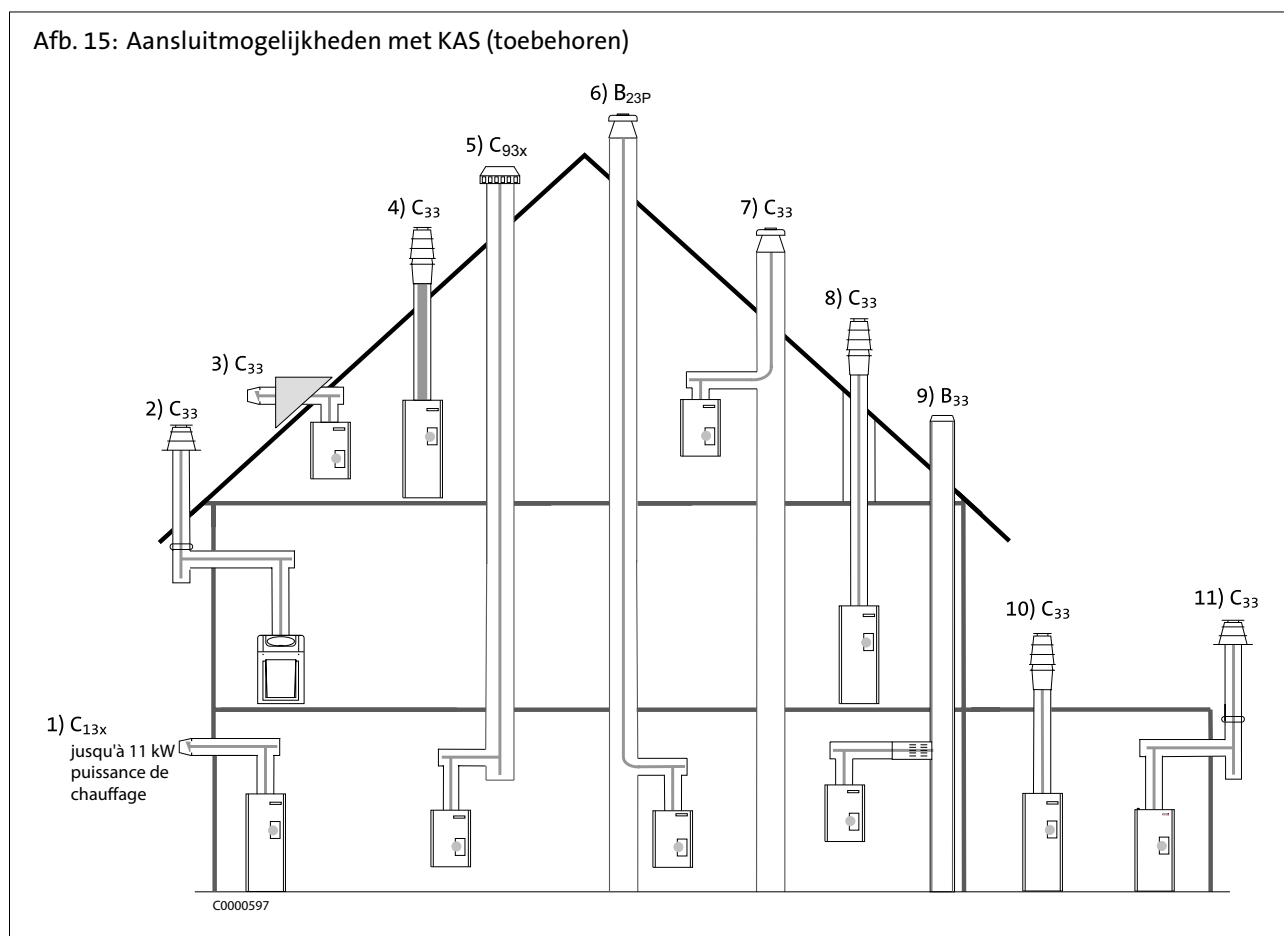 Afb. 15: Aansluitmogelijkheden met KAS (toebehoren)
6) B23P
5) C93x
4) C33
7) C33
8) C33
3) C33
9) B33
2) C33
10) C33
11) C33
1) C13x
jusqu'à 11 kW
puissance de
chauffage
C0000597